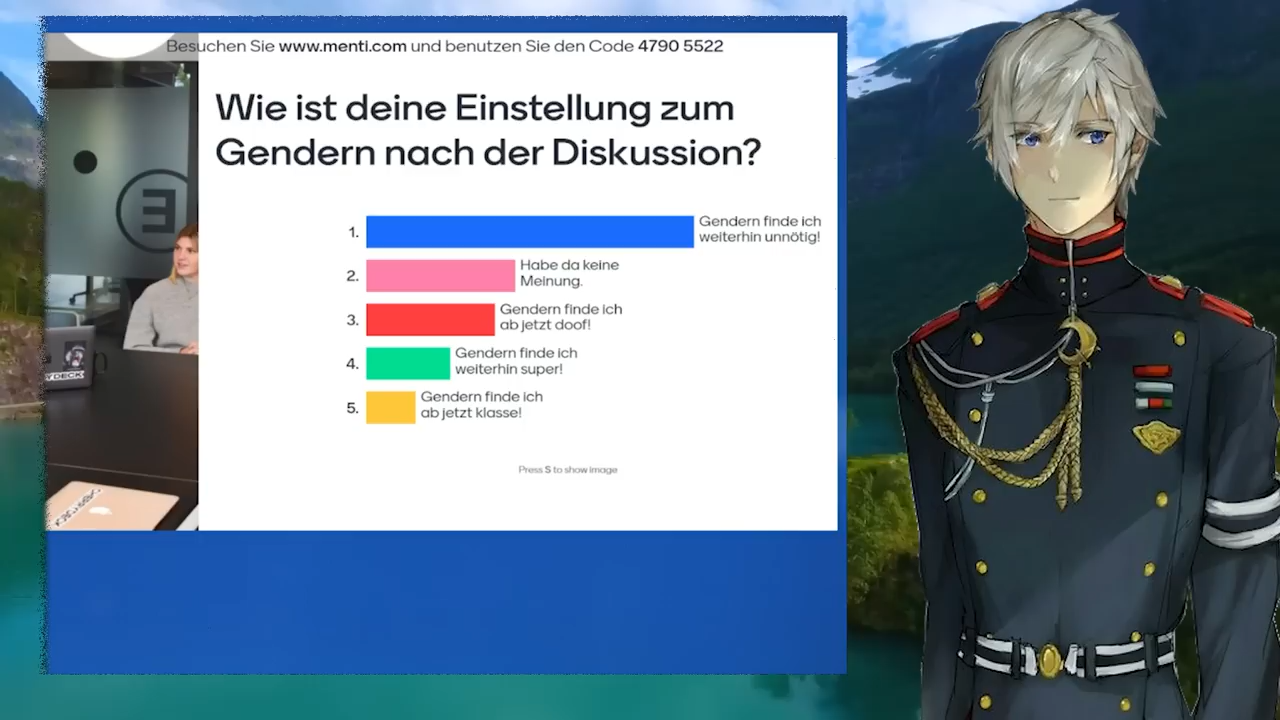 Besuchen Sie www.menti.com und benutzen Sie den Code 4790 5522
Wie ist deine Einstellung zum
Gendern nach der Diskussion?
1.
Gendern finde ich
weiterhin unnötig!
2.
Habe da keine
Meinung.
3.
Gendern finde ich
ab jetzt doof!
4.
Gendern finde ich
weiterhin super!
5.
Gendern finde ich
ab jetzt klasse!
Press S to show image